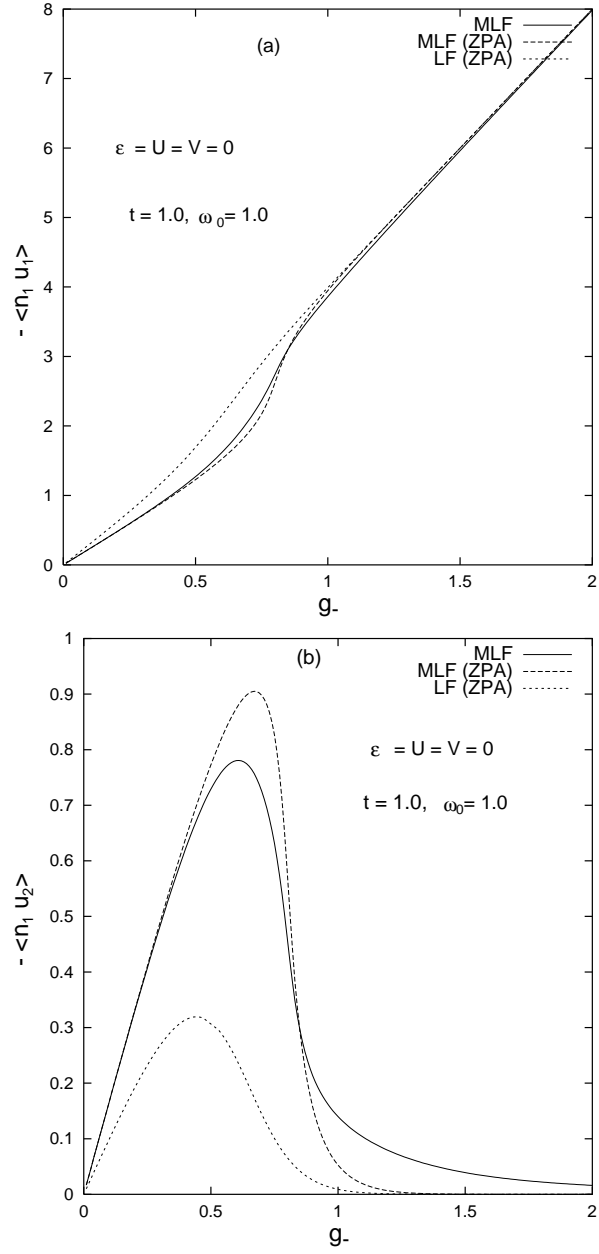 8
7
6
5
4
3
2
1
0
- <n1 u1>
(a)
MLF
MLF (ZPA)
LF (ZPA)
ε = U = V = 0
t = 1.0, ω0 = 1.0
0 0.5 1 1.5 2
g-
1
0.9
0.8
0.7
0.6
0.5
0.4
0.3
0.2
0.1
0
- <n1 u2>
(b)
MLF
MLF (ZPA)
LF (ZPA)
ε = U = V = 0
t = 1.0, ω0= 1.0
0 0.5 1 1.5 2
g-